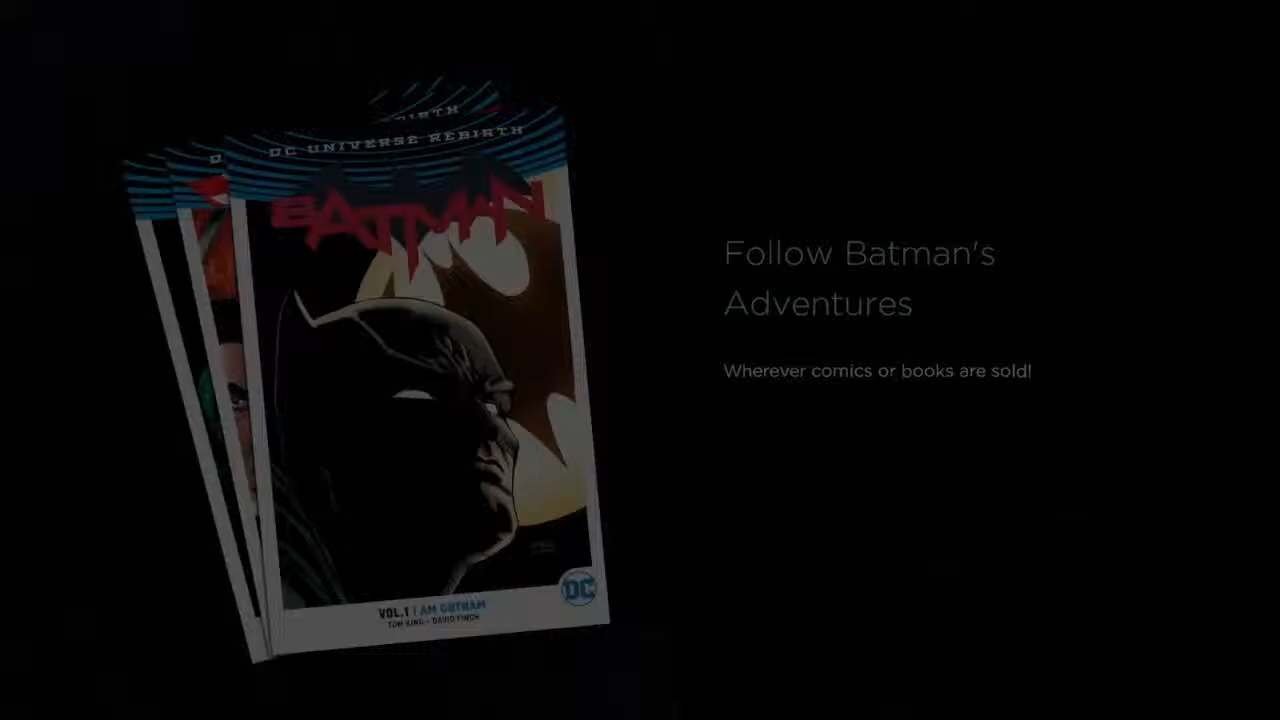 BIRTH
D
DC UNIVERSE REBIRTH
BATMAN
Follow Batman's
Adventures
Wherever comics or books are sold!
DC
VOL.1 I AM GOTHAM
TOM KING • DAVID FINCH